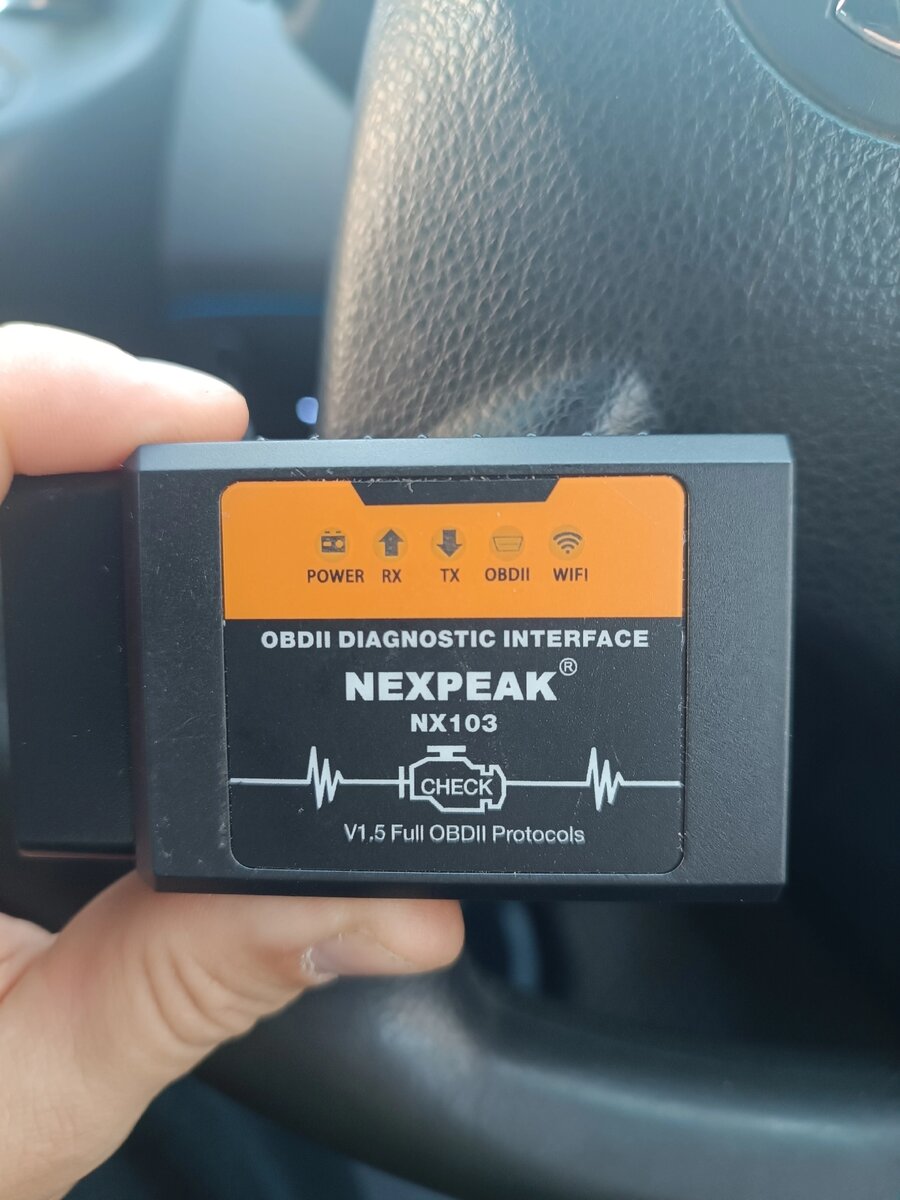 POWER RX TX OBDII WIFI
OBDII DIAGNOSTIC INTERFACE
NEXPEAK®
NX103
CHECK
V1.5 Full OBDII Protocols